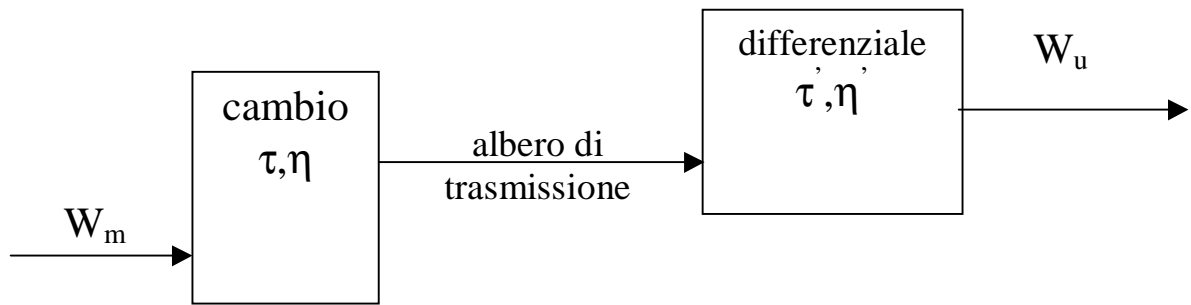 differenziale
τ’,η’
W_u
cambio
τ,η
albero di
trasmissione
W_m